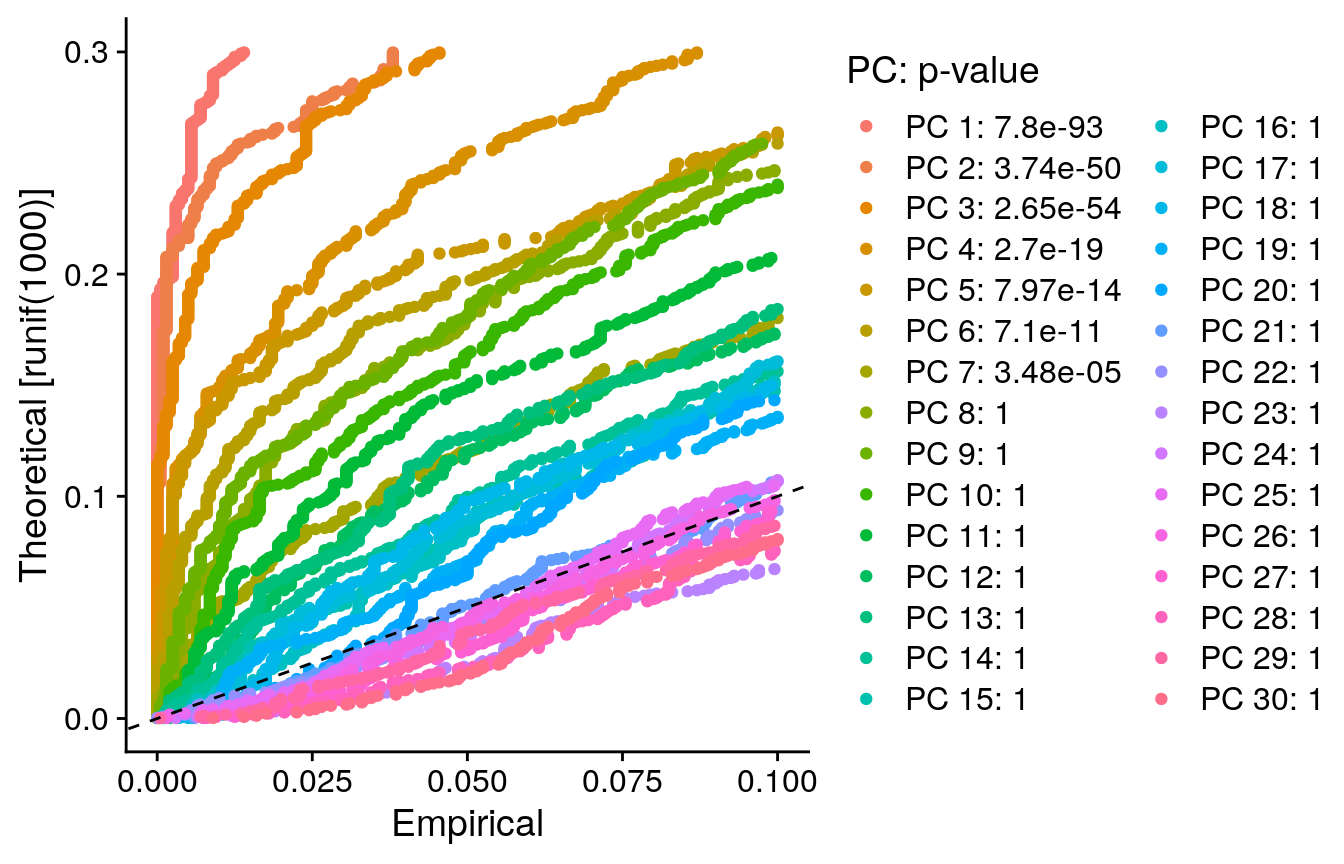 0.3
0.2
0.1
0.0
Theoretical [runif(1000)]
0.000
0.025
0.050
0.075
0.100
Empirical
PC: p-value
PC 1: 7.8e-93
PC 2: 3.74e-50
PC 3: 2.65e-54
PC 4: 2.7e-19
PC 5: 7.97e-14
PC 6: 7.1e-11
PC 7: 3.48e-05
PC 8: 1
PC 9: 1
PC 10: 1
PC 11: 1
PC 12: 1
PC 13: 1
PC 14: 1
PC 15: 1
PC 16: 1
PC 17: 1
PC 18: 1
PC 19: 1
PC 20: 1
PC 21: 1
PC 22: 1
PC 23: 1
PC 24: 1
PC 25: 1
PC 26: 1
PC 27: 1
PC 28: 1
PC 29: 1
PC 30: 1